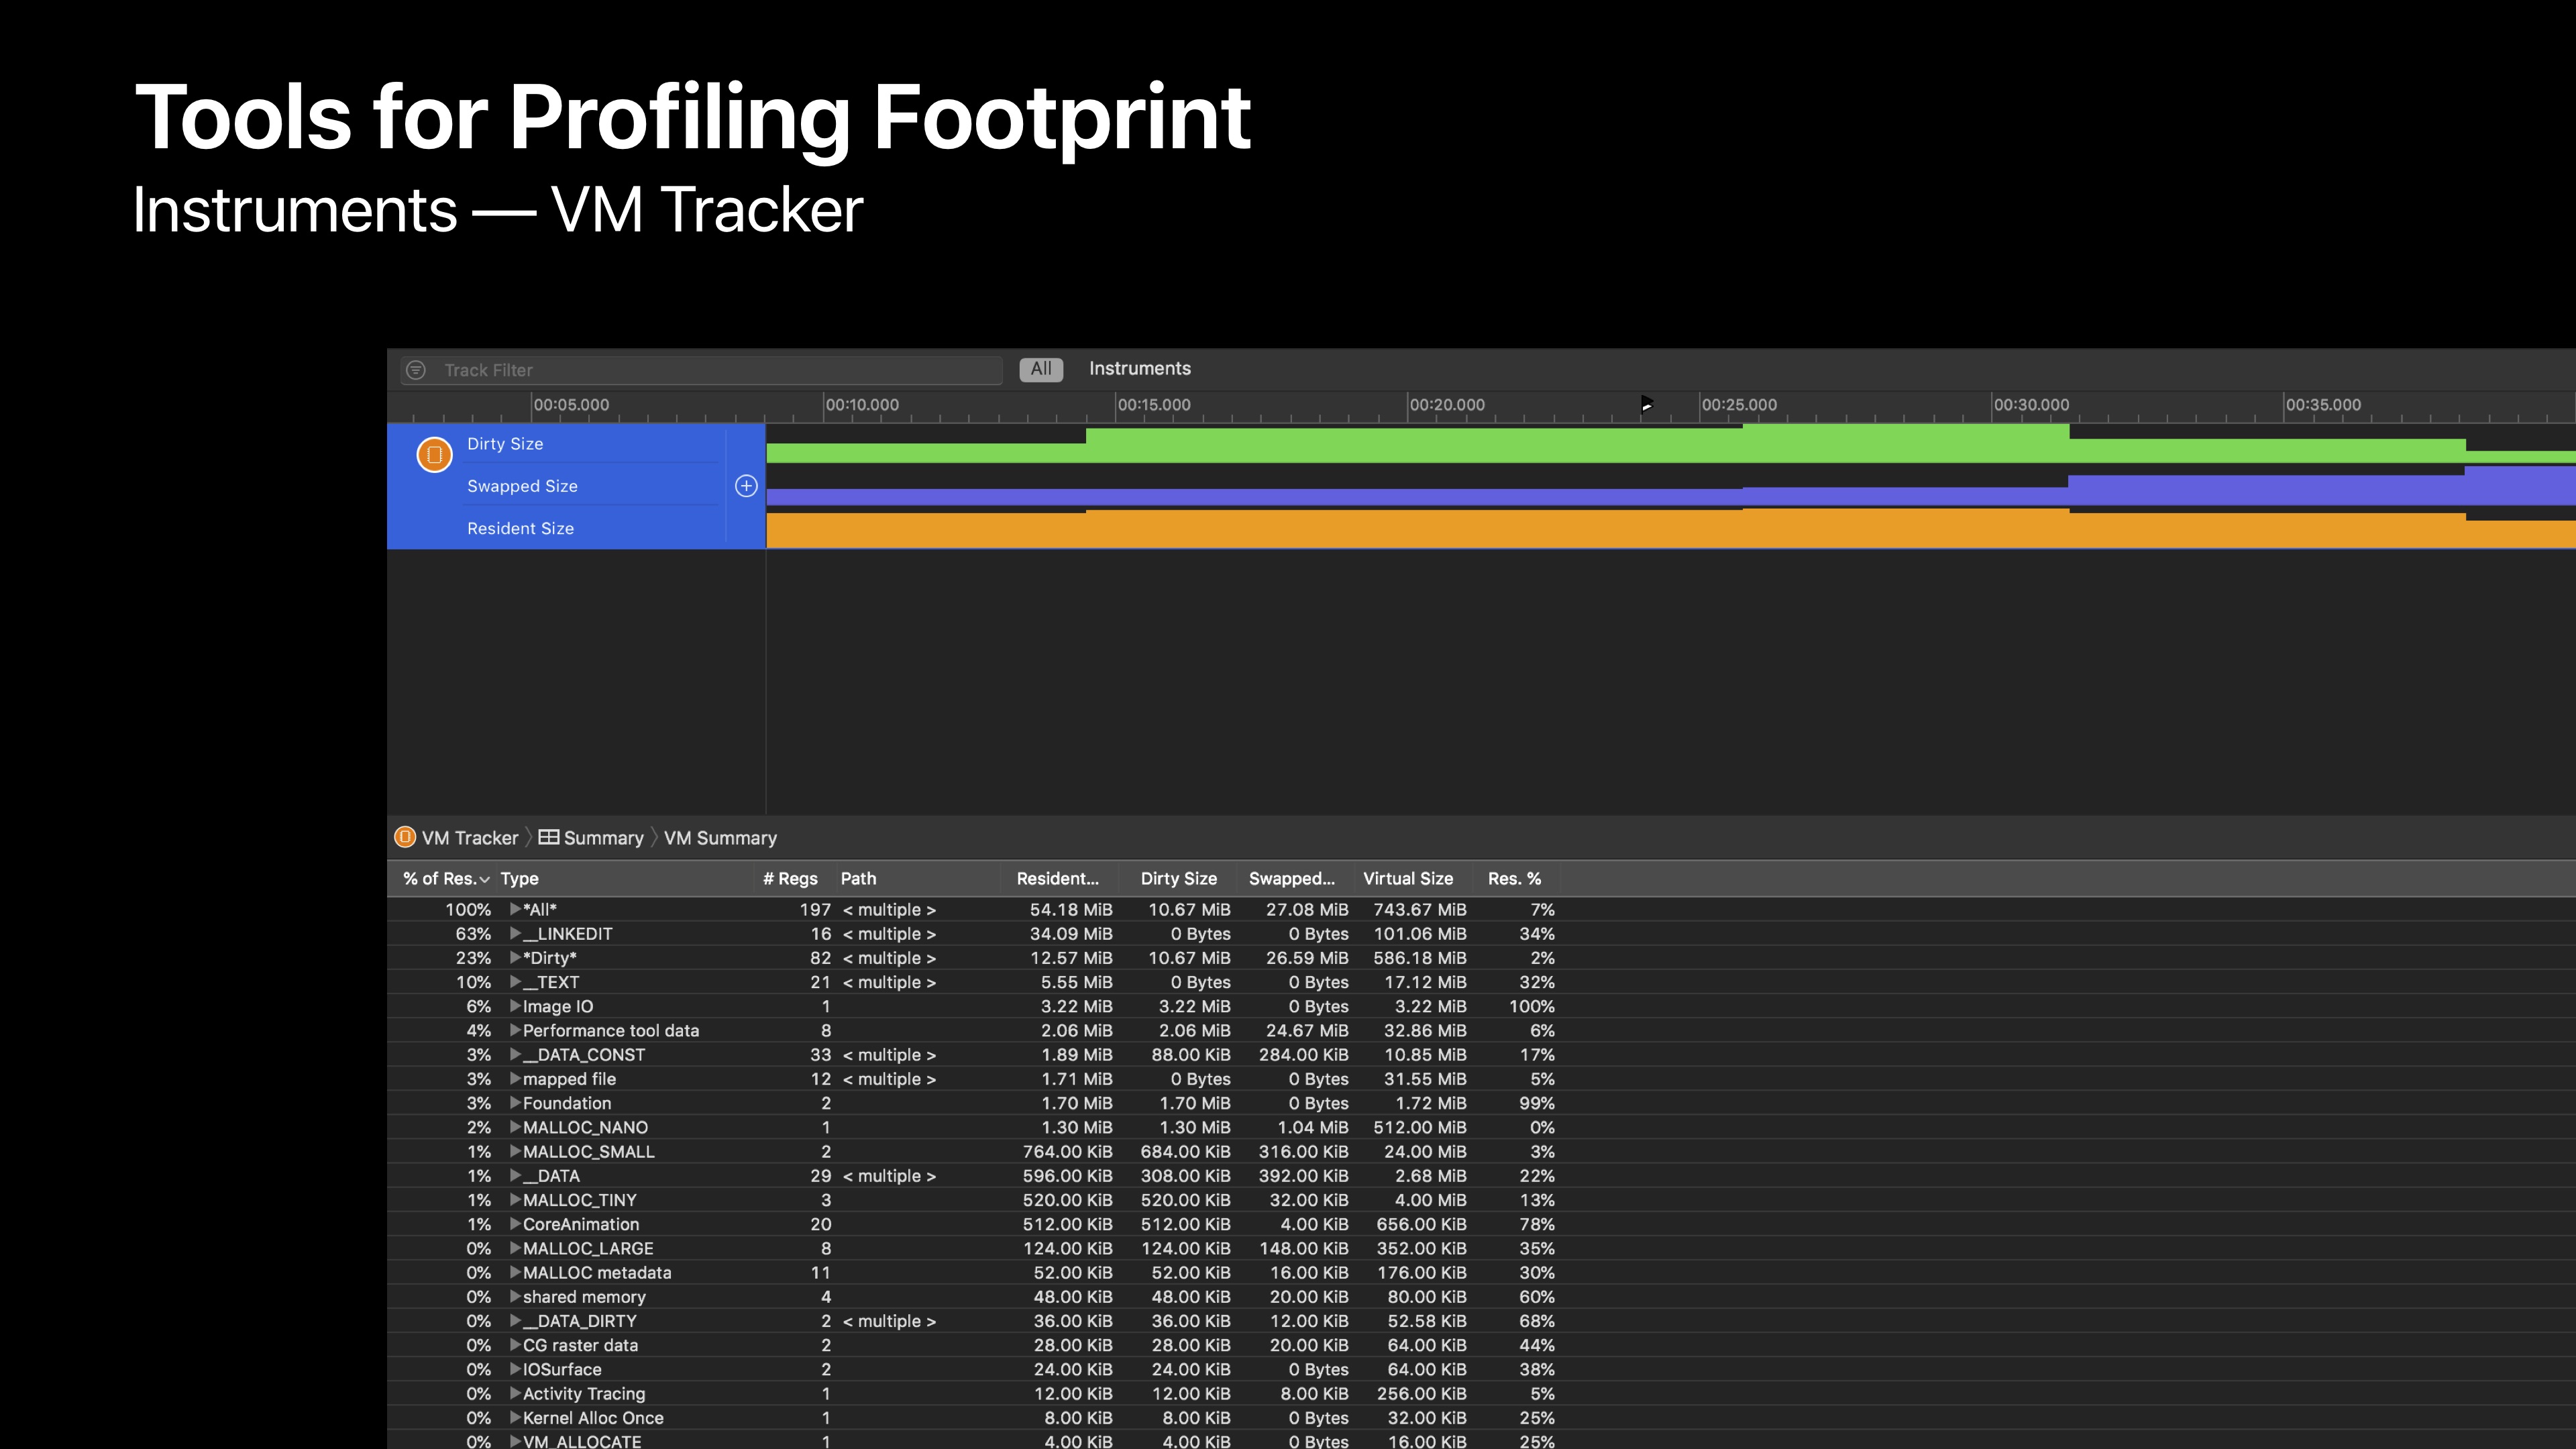 Tools for Profiling Footprint
Instruments — VM Tracker
Track Filter All Instruments
00:05.000 00:10.000 00:15.000 00:20.000 00:25.000 00:30.000 00:35.000
Dirty Size
Swapped Size
Resident Size
VM Tracker Summary VM Summary
% of Res. Type # Regs Path Resident... Dirty Size Swapped... Virtual Size Res. %
100% *All* 197 < multiple > 54.18 MiB 10.67 MiB 27.08 MiB 743.67 MiB 7%
63% __LINKEDIT 16 < multiple > 34.09 MiB 0 Bytes 0 Bytes 101.06 MiB 34%
23% *Dirty* 82 < multiple > 12.57 MiB 10.67 MiB 26.59 MiB 586.18 MiB 2%
10% __TEXT 21 < multiple > 5.55 MiB 0 Bytes 0 Bytes 17.12 MiB 32%
6% Image IO 1 3.22 MiB 3.22 MiB 0 Bytes 3.22 MiB 100%
4% Performance tool data 8 2.06 MiB 2.06 MiB 24.67 MiB 32.86 MiB 6%
3% __DATA_CONST 33 < multiple > 1.89 MiB 88.00 KiB 284.00 KiB 10.85 MiB 17%
3% mapped file 12 < multiple > 1.71 MiB 0 Bytes 0 Bytes 31.55 MiB 5%
3% Foundation 2 1.70 MiB 1.70 MiB 0 Bytes 1.72 MiB 99%
2% MALLOC_NANO 1 1.30 MiB 1.30 MiB 1.04 MiB 512.00 MiB 0%
1% MALLOC_SMALL 2 764.00 KiB 684.00 KiB 316.00 KiB 24.00 MiB 3%
1% __DATA 29 < multiple > 596.00 KiB 308.00 KiB 392.00 KiB 2.68 MiB 22%
1% MALLOC_TINY 3 520.00 KiB 520.00 KiB 32.00 KiB 4.00 MiB 13%
1% CoreAnimation 20 512.00 KiB 512.00 KiB 4.00 KiB 656.00 KiB 78%
0% MALLOC_LARGE 8 124.00 KiB 124.00 KiB 148.00 KiB 352.00 KiB 35%
0% MALLOC metadata 11 52.00 KiB 52.00 KiB 16.00 KiB 176.00 KiB 30%
0% shared memory 4 48.00 KiB 48.00 KiB 20.00 KiB 80.00 KiB 60%
0% __DATA_DIRTY 2 < multiple > 36.00 KiB 36.00 KiB 12.00 KiB 52.58 KiB 68%
0% CG raster data 2 28.00 KiB 28.00 KiB 20.00 KiB 64.00 KiB 44%
0% IOSurface 2 24.00 KiB 24.00 KiB 0 Bytes 64.00 KiB 38%
0% Activity Tracing 1 12.00 KiB 12.00 KiB 8.00 KiB 256.00 KiB 5%
0% Kernel Alloc Once 1 8.00 KiB 8.00 KiB 0 Bytes 32.00 KiB 25%
0% VM_ALLOCATE 1 4.00 KiB 4.00 KiB 0 Bytes 16.00 KiB 25%